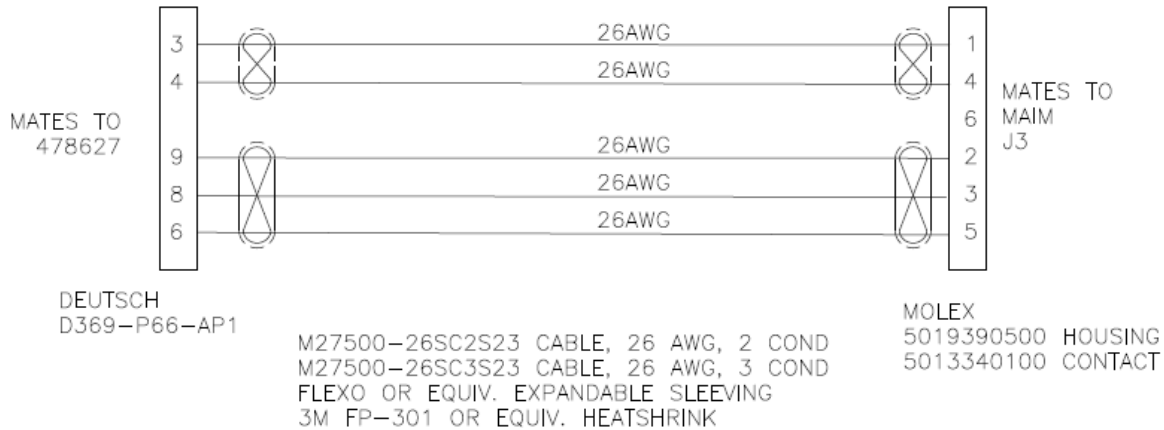 3 26AWG 1
4 26AWG 4
MATES TO
478627
6
MATES TO
MAIM
J3
9 26AWG 2
8 26AWG 3
6 26AWG 5
DEUTSCH
D369-P66-AP1
MOLEX
5019390500 HOUSING
5013340100 CONTACT
M27500-26SC2S23 CABLE, 26 AWG, 2 COND
M27500-26SC3S23 CABLE, 26 AWG, 3 COND
FLEXO OR EQUIV. EXPANDABLE SLEEVING
3M FP-301 OR EQUIV. HEATSHRINK